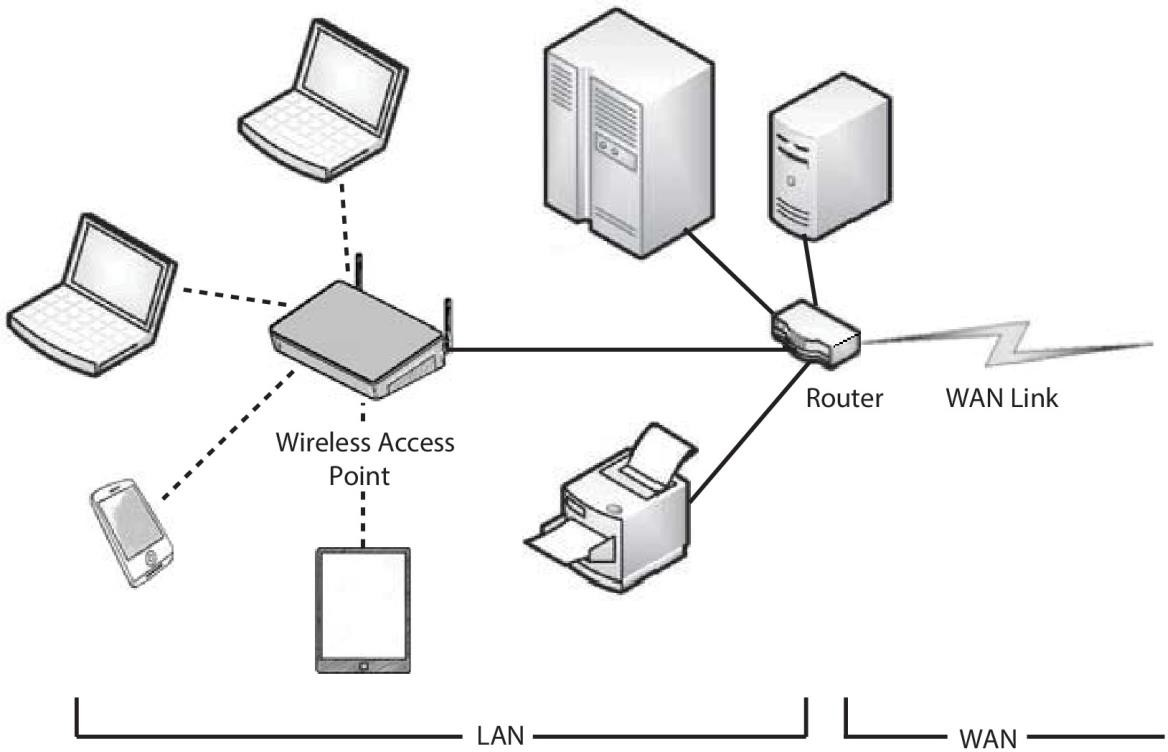 Router
WAN Link
Wireless Access
Point
LAN
WAN